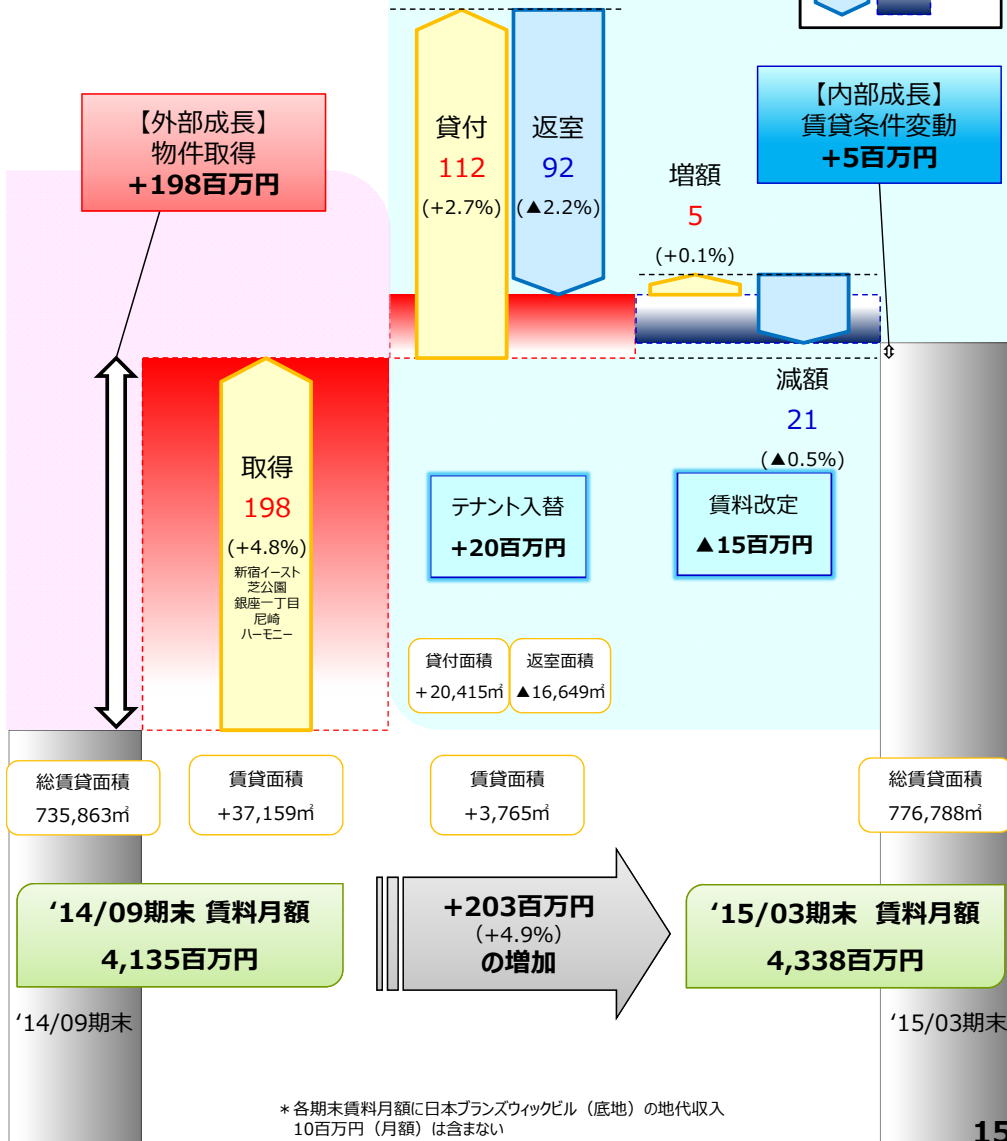 【外部成長】
物件取得
+198百万円
貸付
112
(+2.7%)
返室
92
(▲2.2%)
増額
5
(+0.1%)
【内部成長】
賃貸条件変動
+5百万円
減額
21
(▲0.5%)
取得
198
(+4.8%)
新宿イースト
芝公園
銀座一丁目
尼崎
ハーモニー
テナント入替
+20百万円
賃料改定
▲15百万円
貸付面積
+20,415㎡
返室面積
▲16,649㎡
総賃貸面積
735,863㎡
賃貸面積
+37,159㎡
賃貸面積
+3,765㎡
総賃貸面積
776,788㎡
‘14/09期末 賃料月額
4,135百万円
+203百万円
(+4.9%)
の増加
‘15/03期末 賃料月額
4,338百万円
‘14/09期末
‘15/03期末
*各期末賃料月額に日本ブランズウィックビル（底地）の地代収入
10百万円（月額）は含まない
15